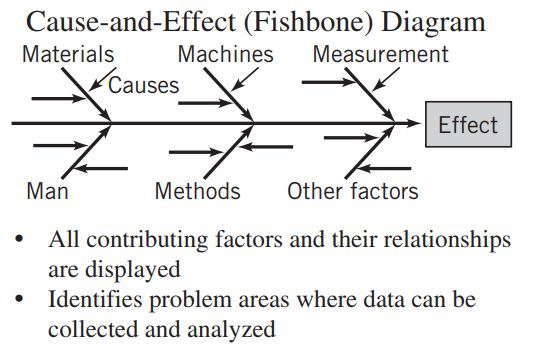 Cause-and-Effect (Fishbone) Diagram
Materials Machines Measurement
Causes
Effect
Man Methods Other factors
• All contributing factors and their relationships
are displayed
• Identifies problem areas where data can be
collected and analyzed